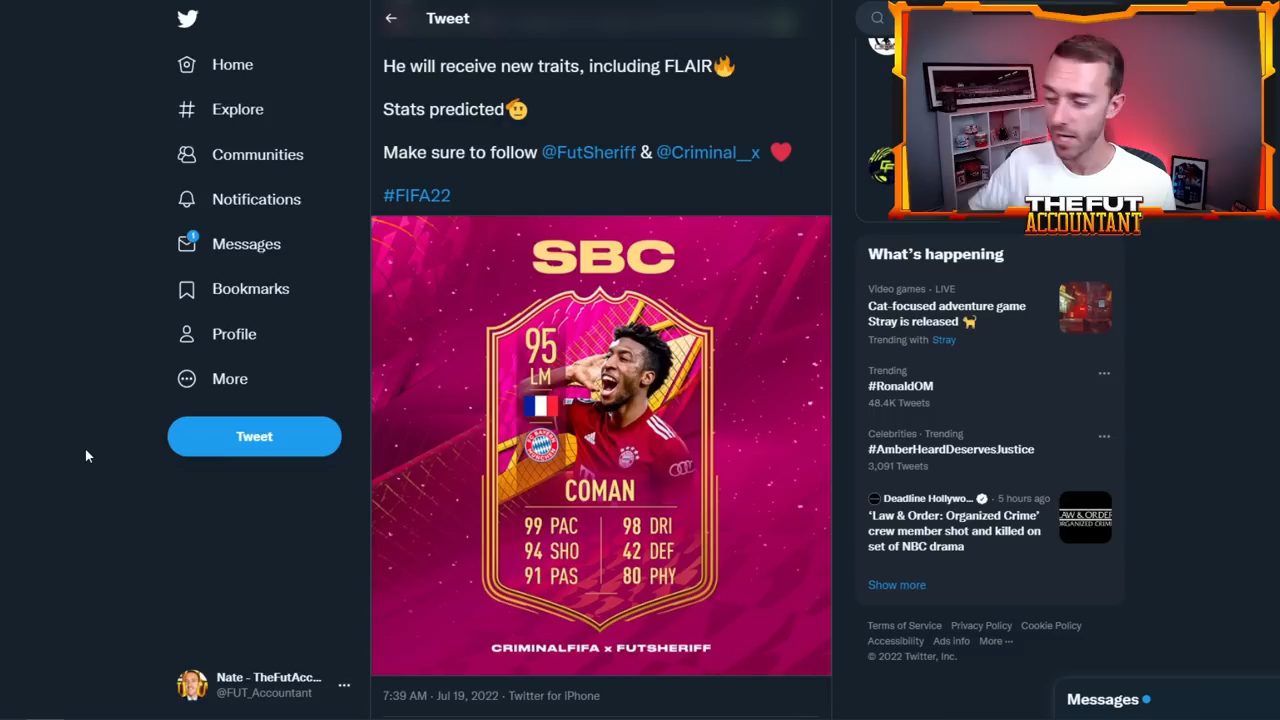 Tweet
Home
Explore
Communities
Notifications
1
Messages
Bookmarks
Profile
More
Tweet
Nate - TheFutAcc...
@FUT_Accountant
He will receive new traits, including FLAIR🔥
Stats predicted🫡
Make sure to follow @FutSheriff & @Criminal__x ❤️
#FIFA22
SBC
95
LM
COMAN
99 PAC 98 DRI
94 SHO 42 DEF
91 PAS 80 PHY
CRIMINALFIFA x FUTSHERIFF
7:39 AM · Jul 19, 2022 · Twitter for iPhone
THE FUT
ACCOUNTANT
What's happening
Video games · LIVE
Cat-focused adventure game
Stray is released 🐈
Trending with Stray
Trending
#RonaldOM
48.4K Tweets
Celebrities · Trending
#AmberHeardDeservesJustice
3,091 Tweets
Deadline Hollywo... · 5 hours ago
'Law & Order: Organized Crime'
crew member shot and killed on
set of NBC drama
LAW & ORDER
ORGANIZED CRIME
Show more
Terms of Service Privacy Policy Cookie Policy
Accessibility Ads info More ···
© 2022 Twitter, Inc.
Messages